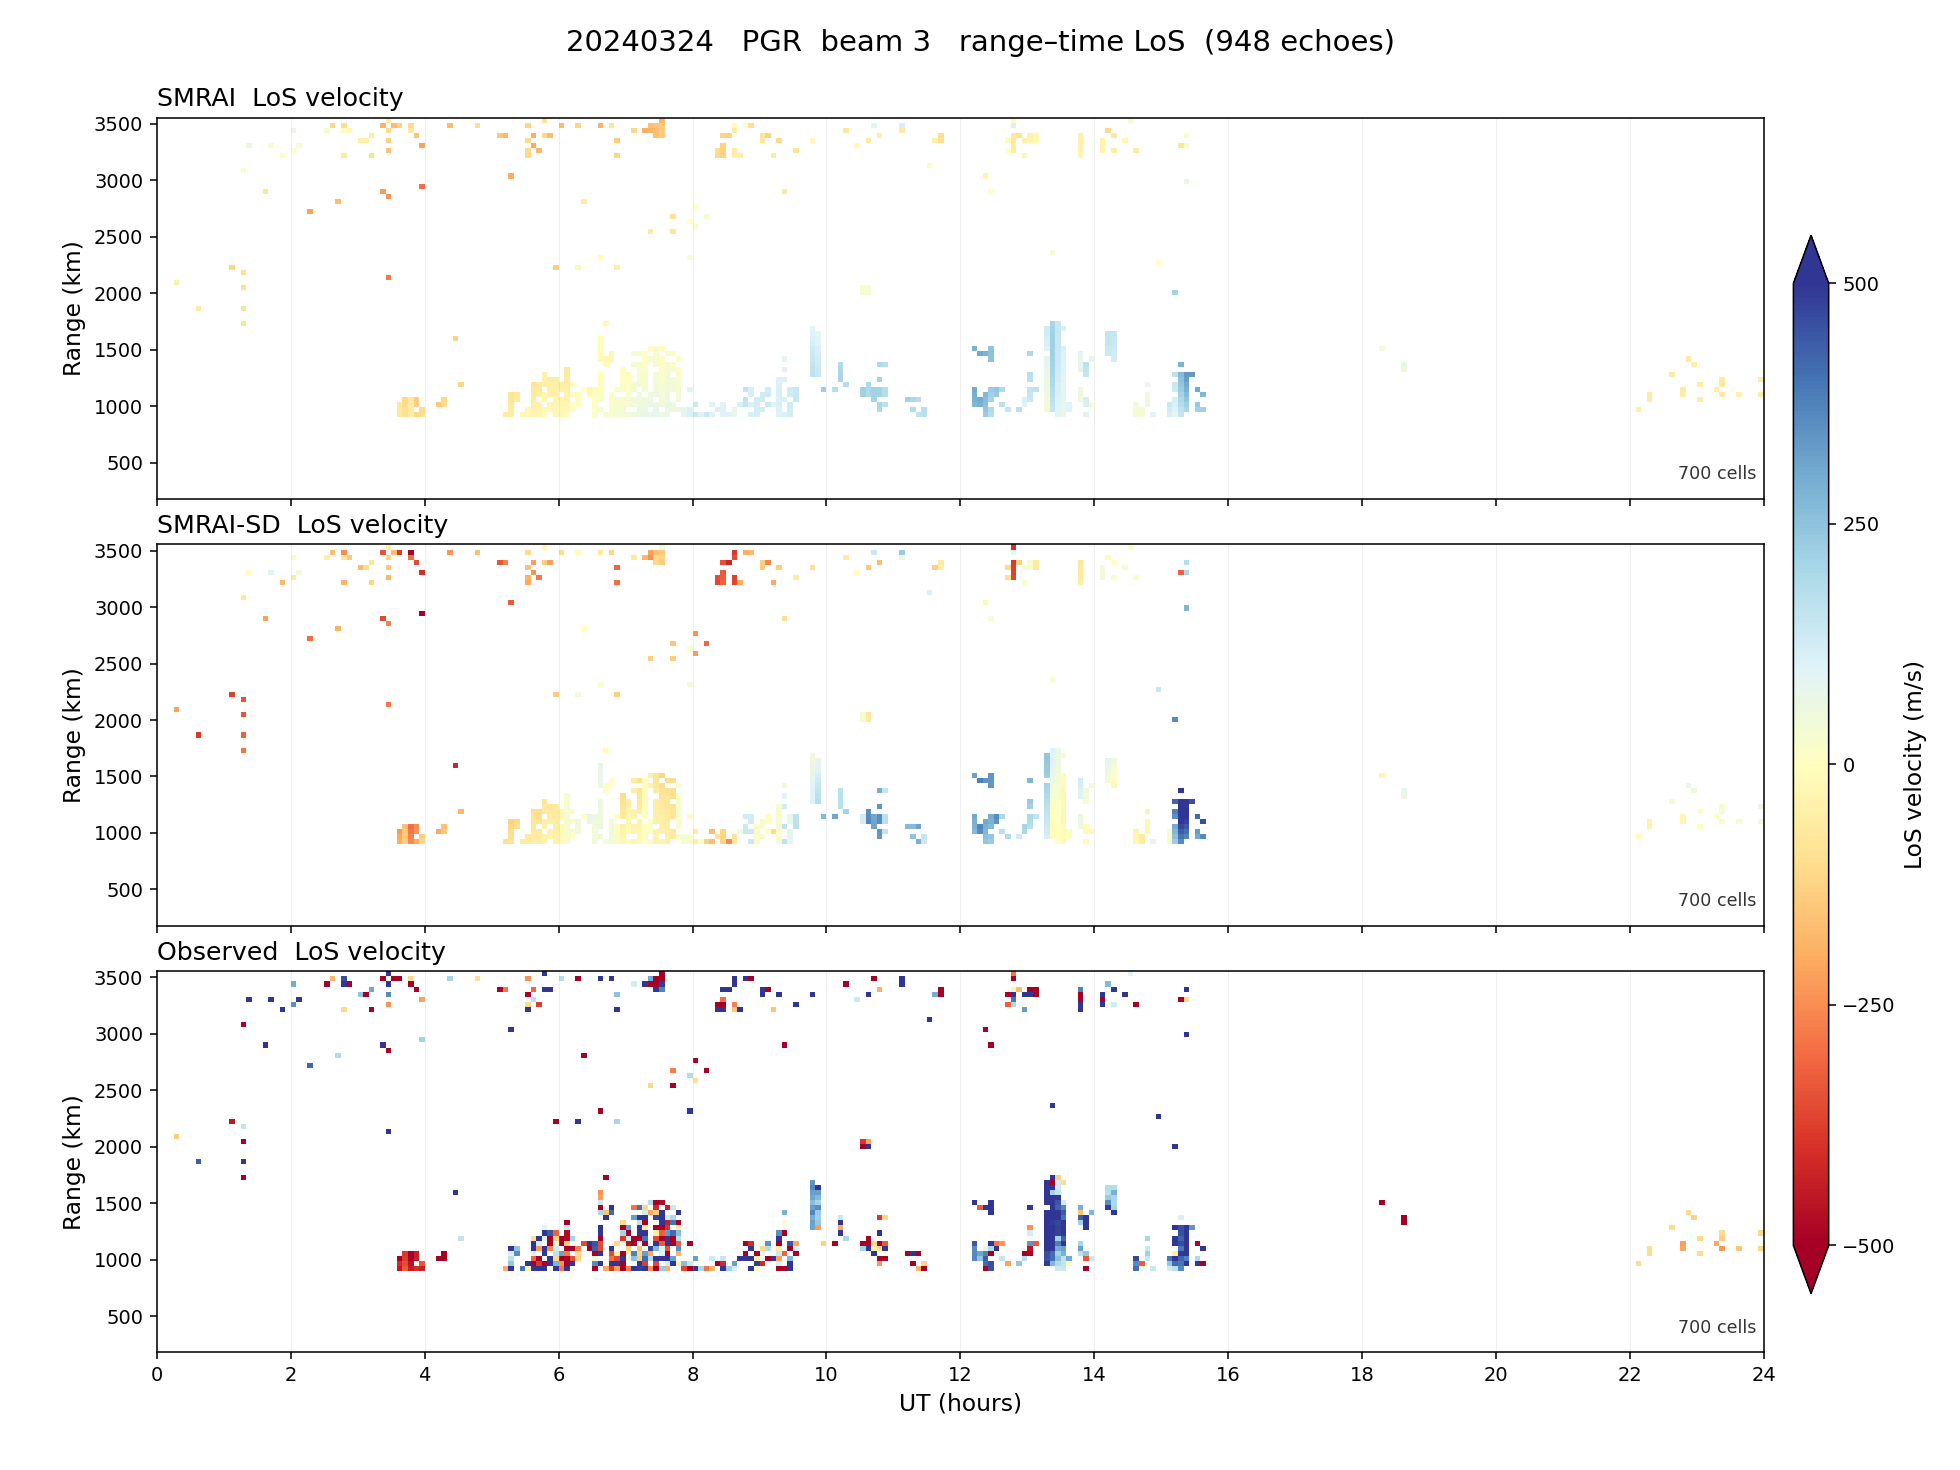 20240324 PGR beam 3 range–time LoS (948 echoes)
SMRAI LoS velocity
3500
3000
2500
2000
1500
1000
500
Range (km)
700 cells
SMRAI-SD LoS velocity
3500
3000
2500
2000
1500
1000
500
Range (km)
700 cells
Observed LoS velocity
3500
3000
2500
2000
1500
1000
500
Range (km)
700 cells
0 2 4 6 8 10 12 14 16 18 20 22 24
UT (hours)
500
250
0
−250
−500
LoS velocity (m/s)